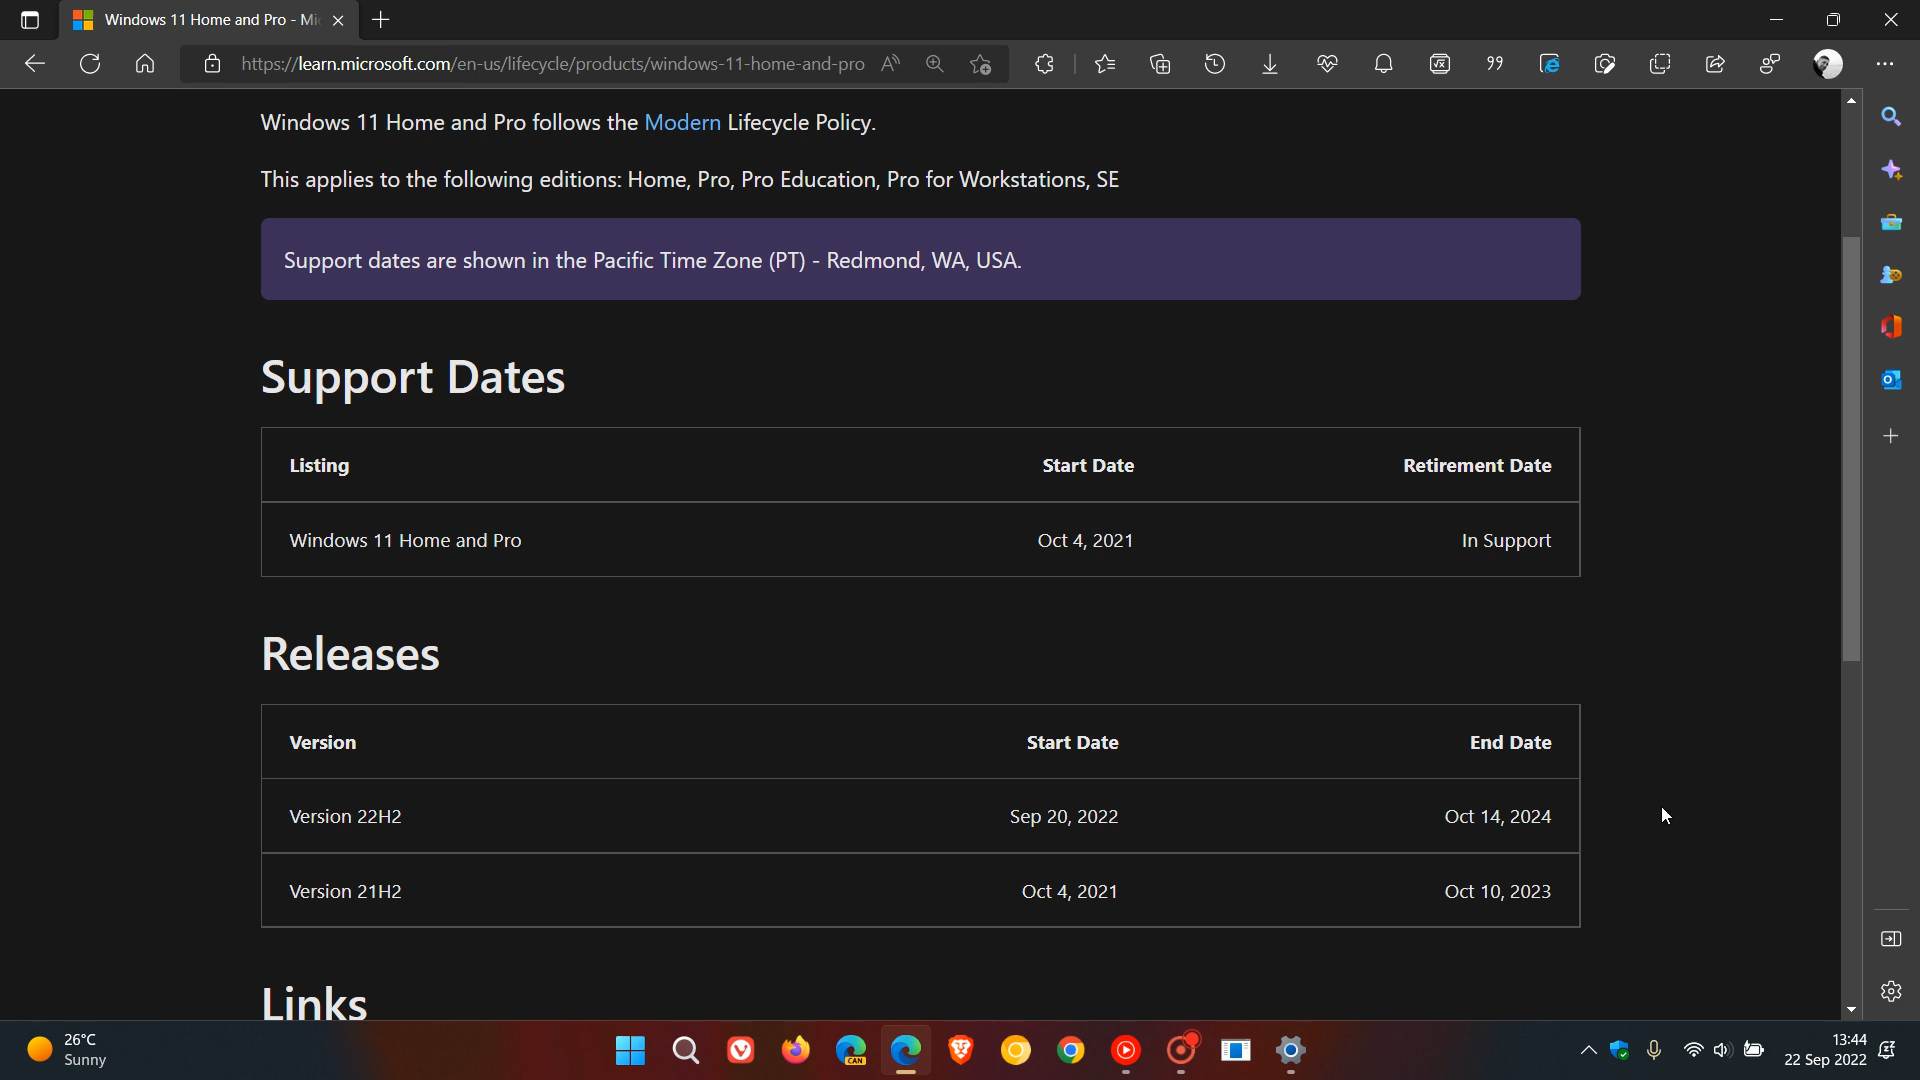 Windows 11 Home and Pro - Mi
https://learn.microsoft.com/en-us/lifecycle/products/windows-11-home-and-pro
Windows 11 Home and Pro follows the Modern Lifecycle Policy.
This applies to the following editions: Home, Pro, Pro Education, Pro for Workstations, SE
Support dates are shown in the Pacific Time Zone (PT) - Redmond, WA, USA.
Support Dates
Listing Start Date Retirement Date
Windows 11 Home and Pro Oct 4, 2021 In Support
Releases
Version Start Date End Date
Version 22H2 Sep 20, 2022 Oct 14, 2024
Version 21H2 Oct 4, 2021 Oct 10, 2023
Links
26°C
Sunny
CAN
13:44
22 Sep 2022